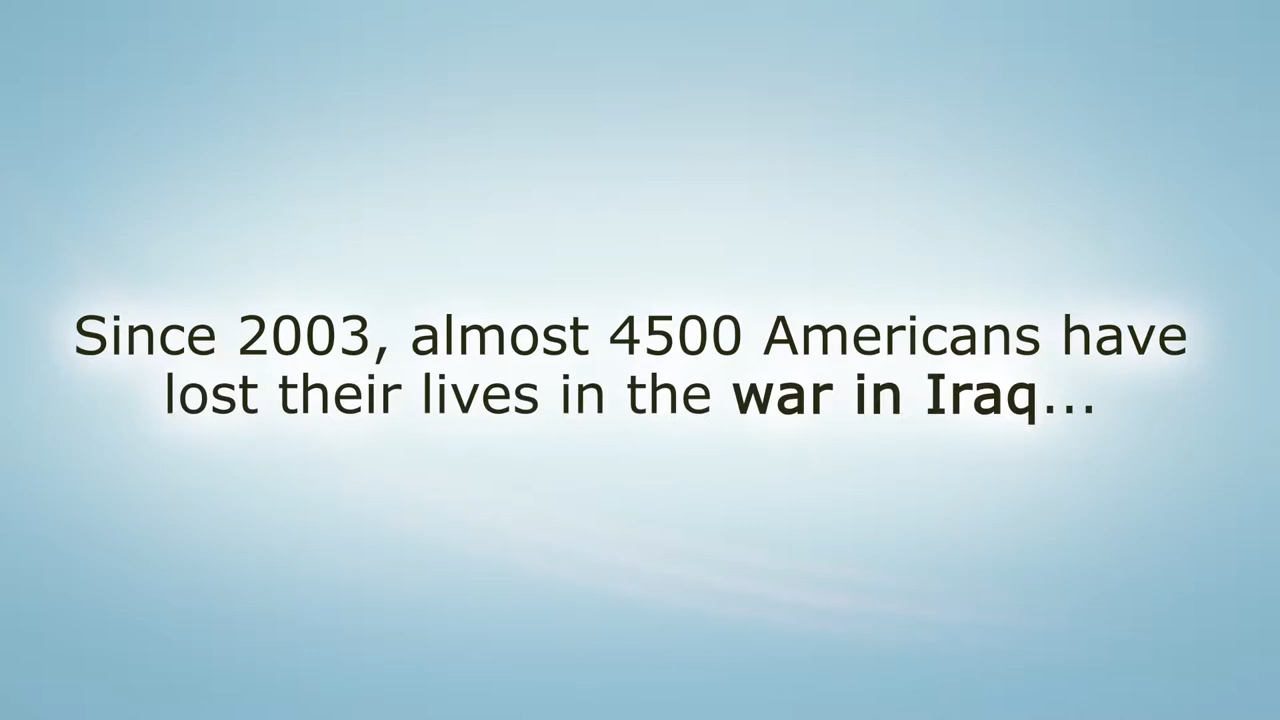 Since 2003, almost 4500 Americans have
lost their lives in the war in Iraq...